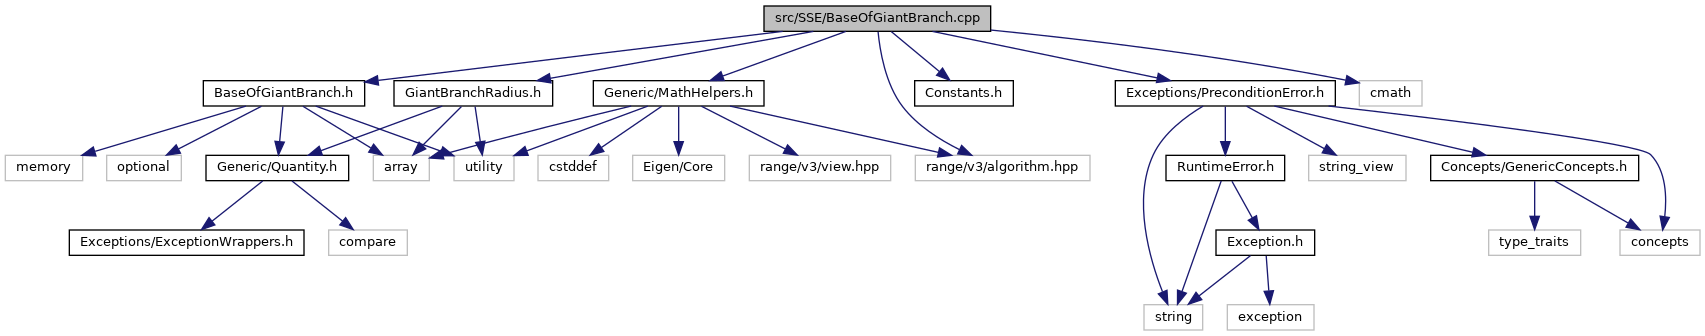 src/SSE/BaseOfGiantBranch.cpp
BaseOfGiantBranch.h
GiantBranchRadius.h
Generic/MathHelpers.h
Constants.h
Exceptions/PreconditionError.h
cmath
memory
optional
Generic/Quantity.h
array
utility
cstddef
Eigen/Core
range/v3/view.hpp
range/v3/algorithm.hpp
RuntimeError.h
string_view
Concepts/GenericConcepts.h
Exceptions/ExceptionWrappers.h
compare
Exception.h
type_traits
concepts
string
exception